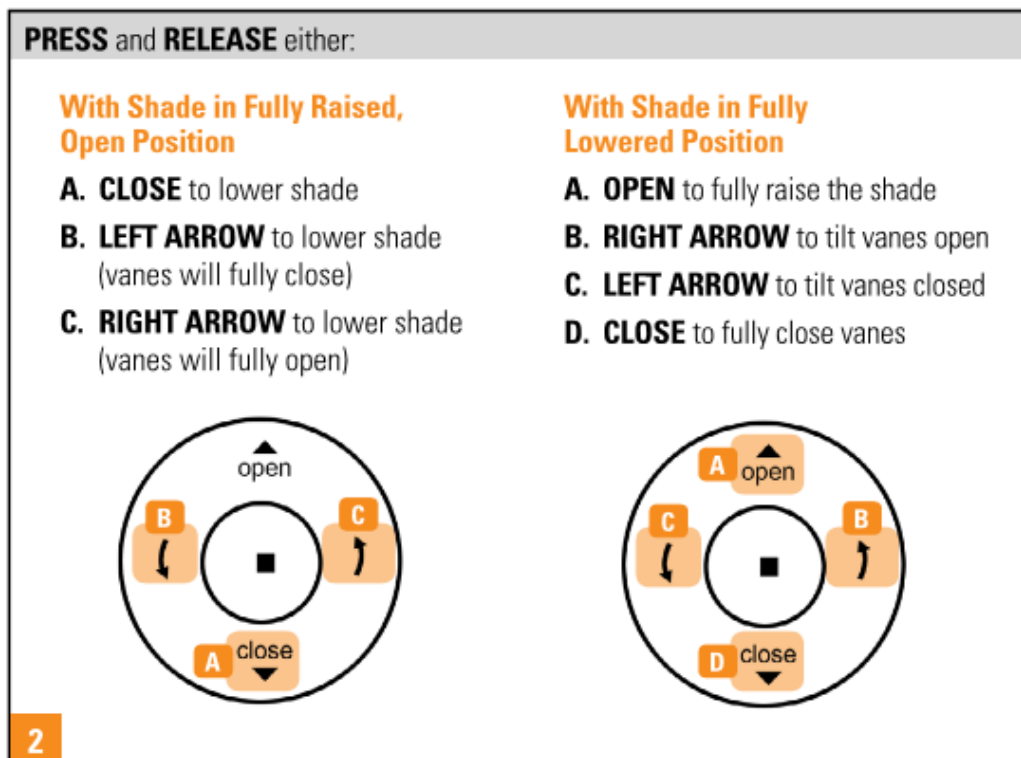 PRESS and RELEASE either:
With Shade in Fully Raised,
Open Position
A. CLOSE to lower shade
B. LEFT ARROW to lower shade
(vanes will fully close)
C. RIGHT ARROW to lower shade
(vanes will fully open)
open
B
C
A
close
With Shade in Fully
Lowered Position
A. OPEN to fully raise the shade
B. RIGHT ARROW to tilt vanes open
C. LEFT ARROW to tilt vanes closed
D. CLOSE to fully close vanes
A
open
C
B
D
close
2